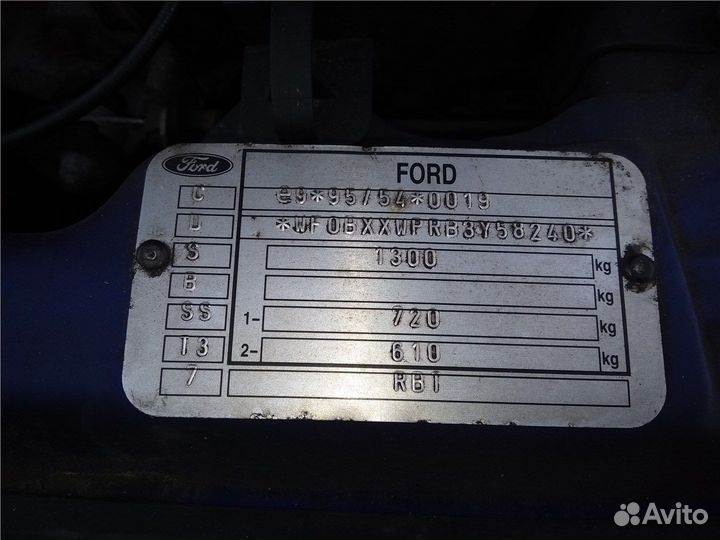 Ford FORD
C e9*95/54*0019
D *WF0BXXWPRB3Y58240*
S 1300 kg
B kg
SS 1- 720 kg
T3 2- 610 kg
7 RBT
Avito